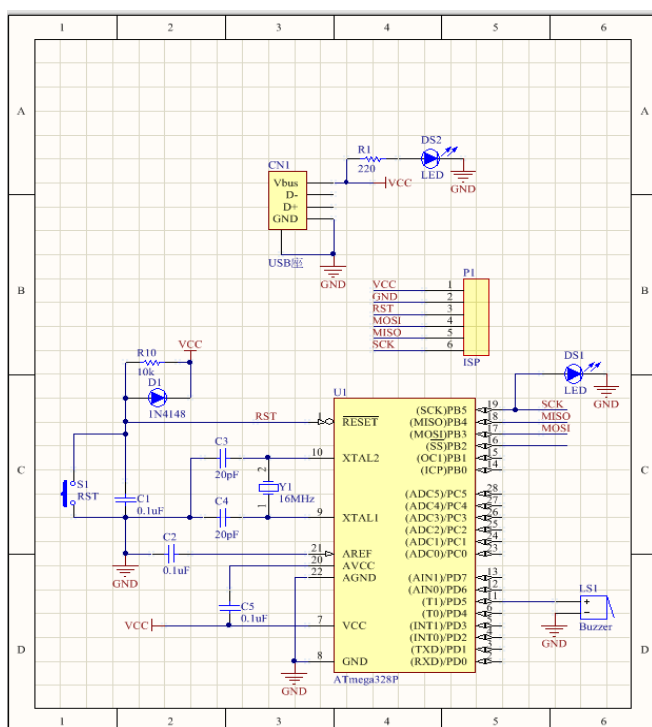 1 2 3 4 5 6
A A
DS2
R1
CN1
220 LED
Vbus VCC GND
D-
D+
GND
USB座
GND
B B
P1
VCC 1
GND 2
RST 3
MOSI 4
MISO 5
SCK 6
ISP
VCC
R10
10k
D1
1N4148
DS1
LED
GND
U1
RST 1 RESET
(SCK)PB5 19 SCK
(MISO)PB4 18 MISO
(MOSI)PB3 17 MOSI
(SS)PB2 16
(OC1)PB1 15
(ICP)PB0 14
C C
C3
20pF
10 XTAL2
2
Y1
16MHz
1
S1
RST
C1
0.1uF
C4
20pF
9 XTAL1
(ADC5)/PC5 28
(ADC4)/PC4 27
(ADC3)/PC3 26
(ADC2)/PC2 25
(ADC1)/PC1 24
(ADC0)/PC0 23
C2
0.1uF
GND
21 AREF
20 AVCC
22 AGND
(AIN1)/PD7 13
(AIN0)/PD6
(T1)/PD5
(T0)/PD4
(INT1)/PD3
(INT0)/PD2
(TXD)/PD1
(RXD)/PD0
LS1
+
-
Buzzer
GND
C5
0.1uF
VCC 7 VCC
D D
8 GND
GND
ATmega328P
1 2 3 4 5 6